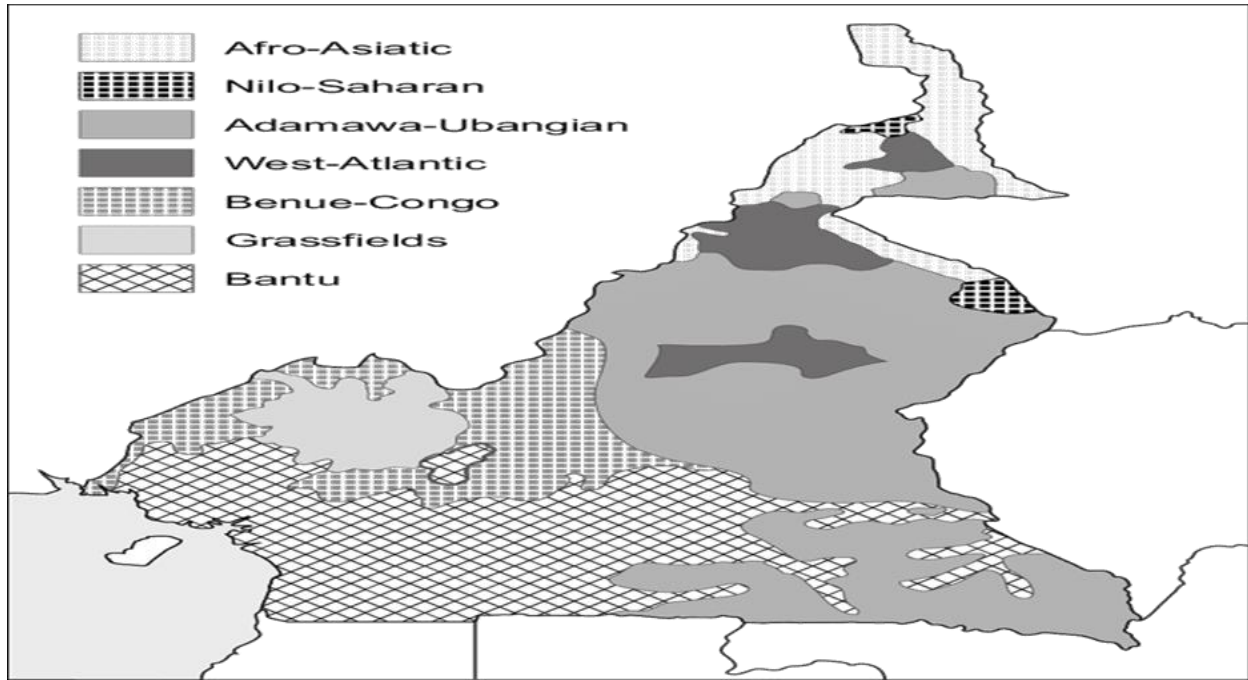 Afro-Asiatic
Nilo-Saharan
Adamawa-Ubangian
West-Atlantic
Benue-Congo
Grassfields
Bantu